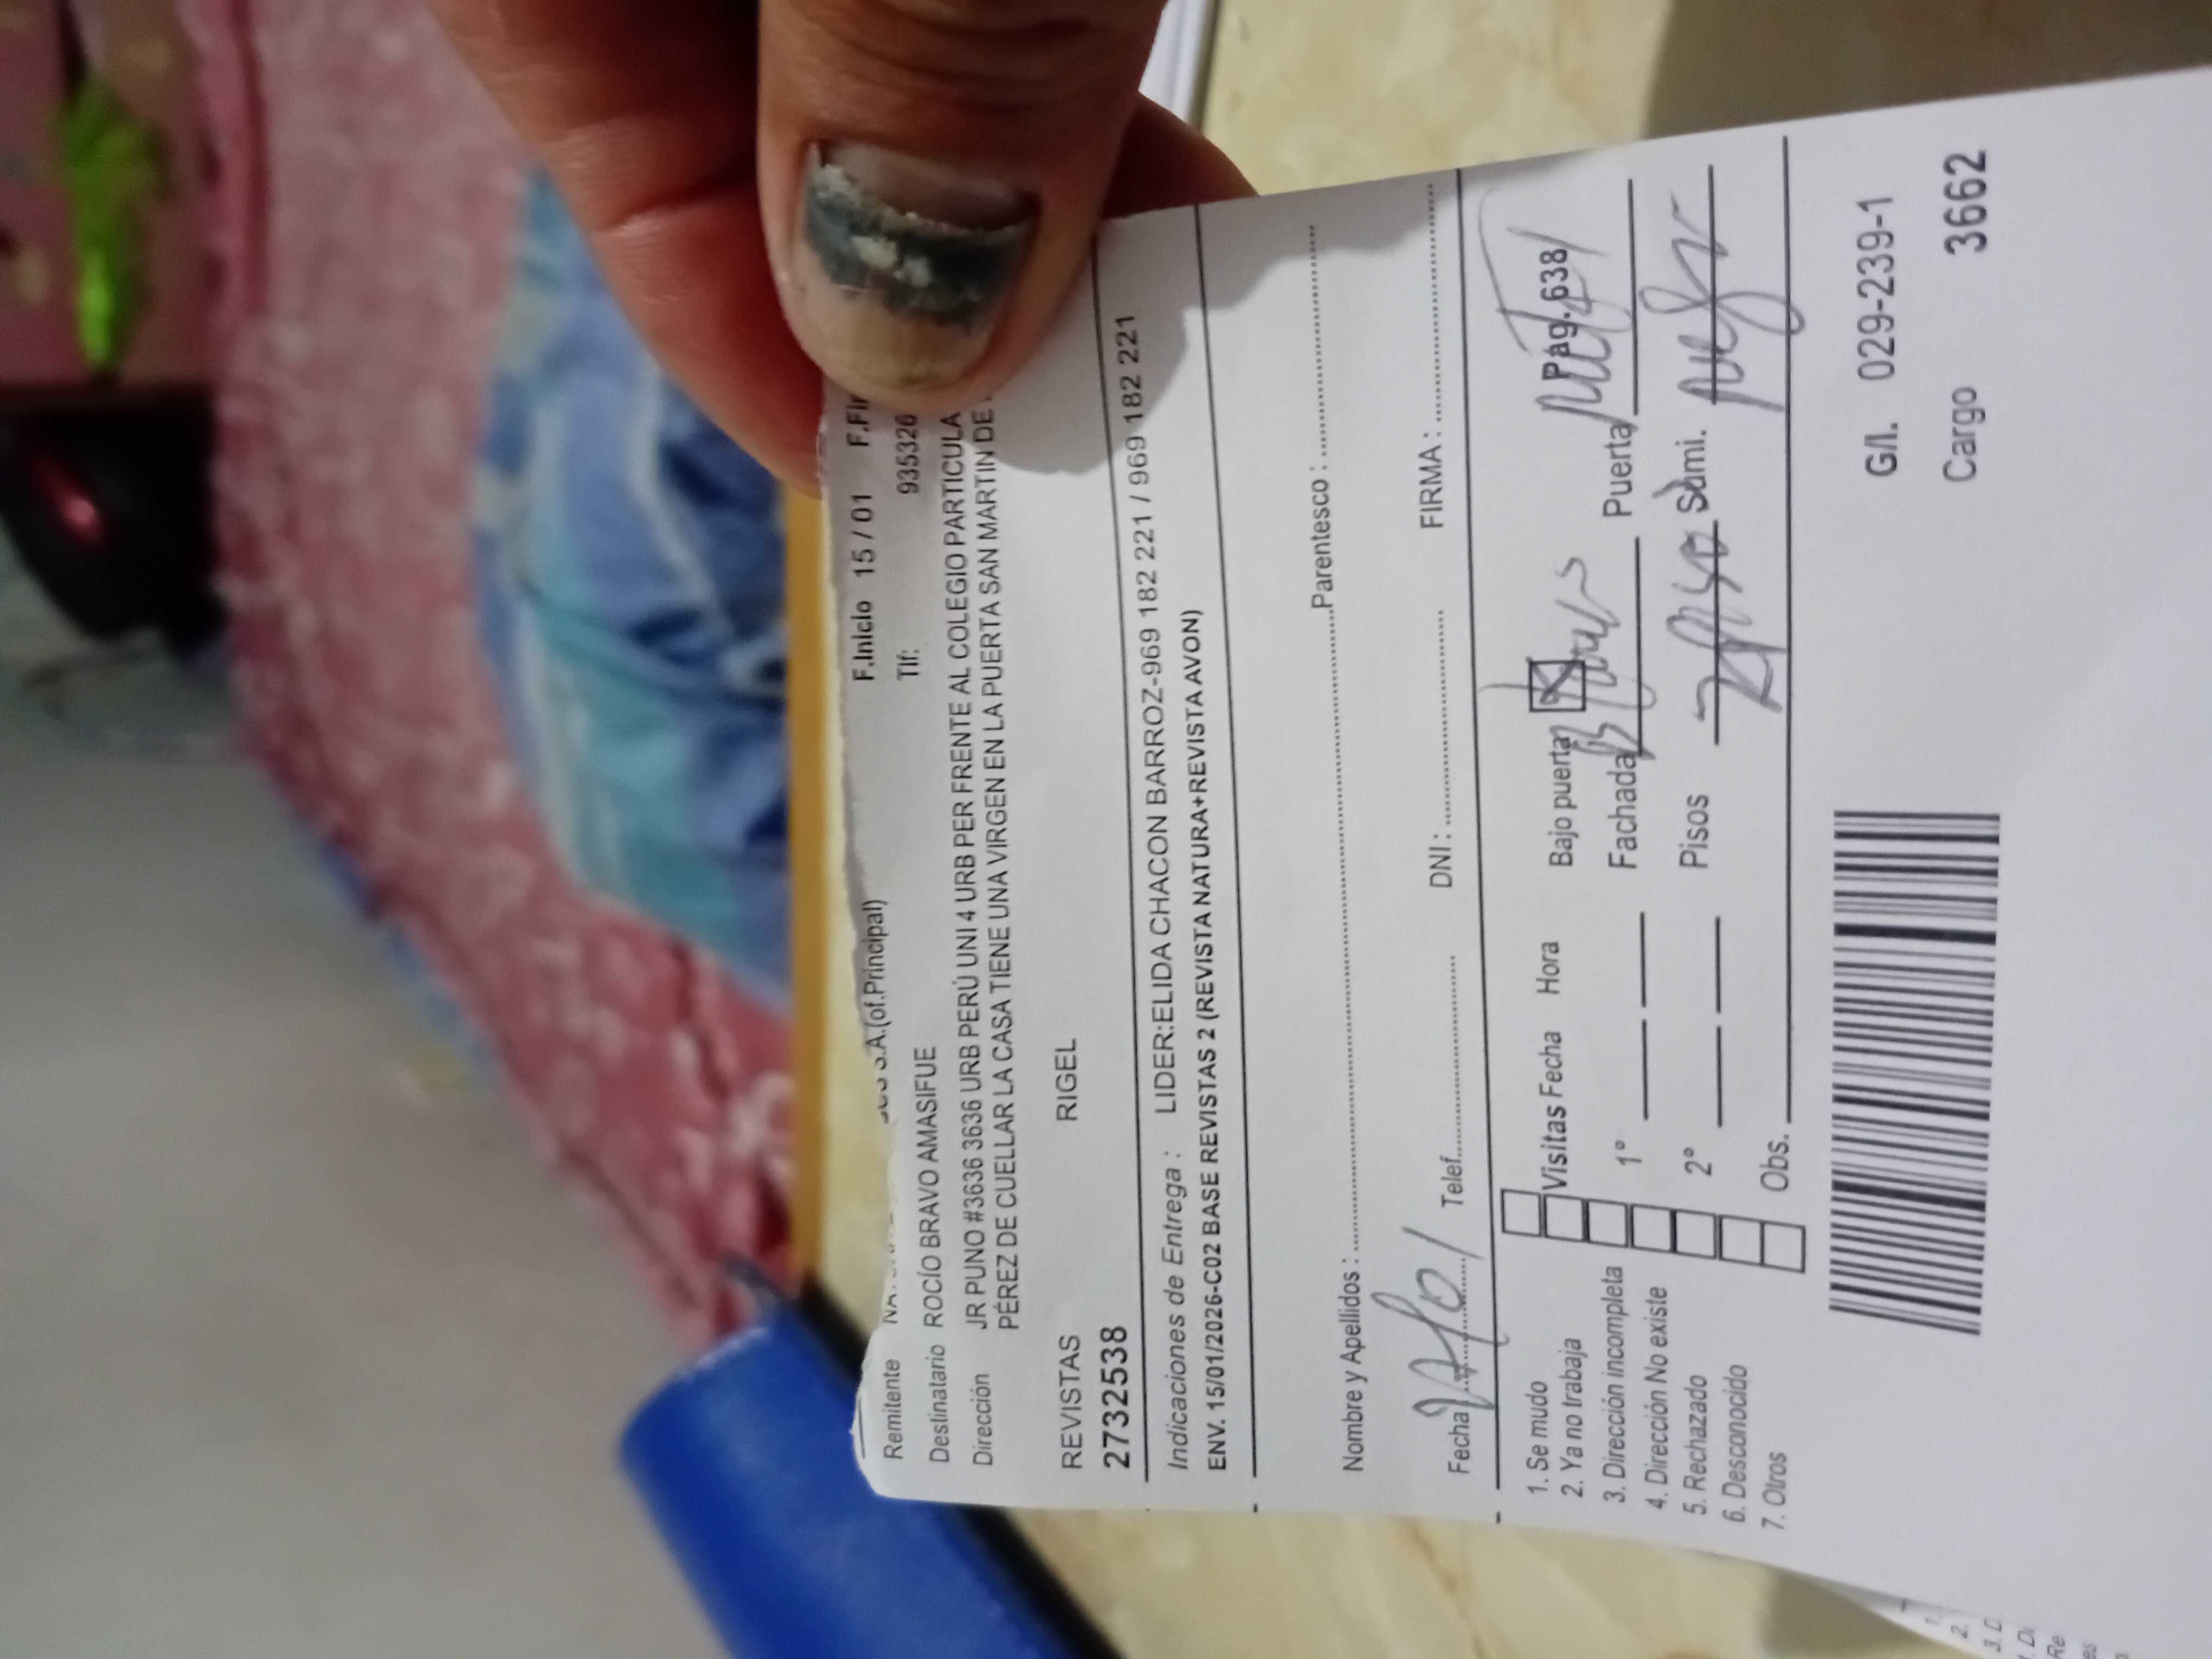 F.Inicio 15 / 01
Remitente S.A.(of.Principal) Tlf: 935326
Destinatario ROCÍO BRAVO AMASIFUE
Dirección JR PUNO #3636 3636 URB PERÚ UNI 4 URB PER FRENTE AL COLEGIO PARTICULA
PÉREZ DE CUELLAR LA CASA TIENE UNA VIRGEN EN LA PUERTA SAN MARTIN DE
REVISTAS RIGEL
2732538
Indicaciones de Entrega : LIDER:ELIDA CHACON BARROZ-969 182 221 / 969 182 221
ENV. 15/01/2026-C02 BASE REVISTAS 2 (REVISTA NATURA+REVISTA AVON)
Nombre y Apellidos : Parentesco :
Fecha Telef. DNI : FIRMA :
1. Se mudo
2. Ya no trabaja
3. Dirección incompleta
4. Dirección No existe
5. Rechazado
6. Desconocido
7. Otros
Visitas Fecha Hora Bajo puerta Pág. 638
1° Fachada Puerta
2° Pisos Sumi.
Obs.
G/I. 029-239-1
Cargo 3662